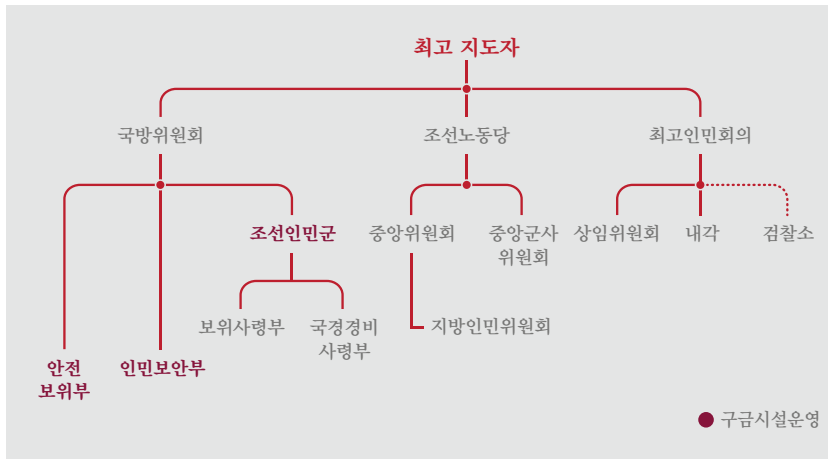 최고 지도자
국방위원회
조선노동당
최고인민회의
조선인민군
중앙위원회
중앙군사
위원회
상임위원회
내각
검찰소
보위사령부
국경경비
사령부
지방인민위원회
안전
보위부
인민보안부
구금시설운영